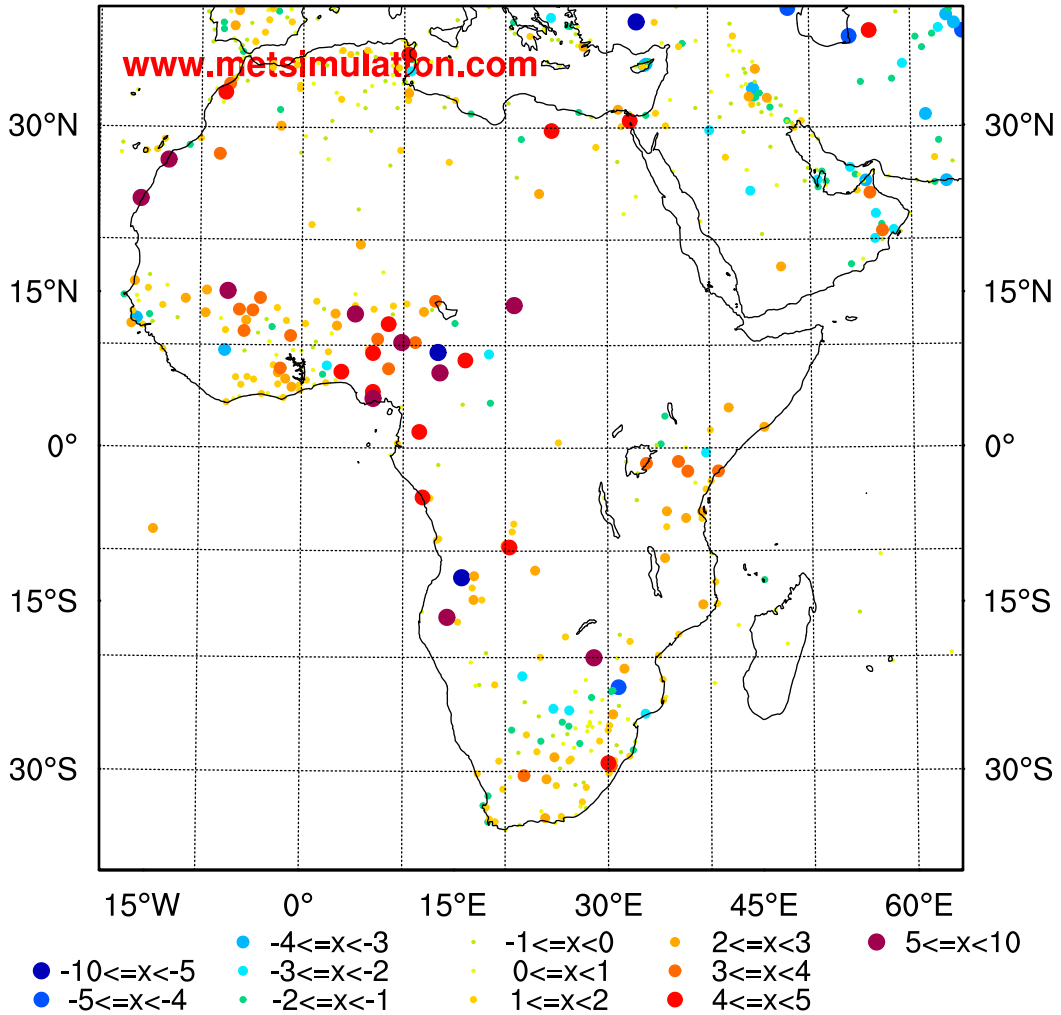 www.metsimulation.com
30°N 30°N
15°N 15°N
0° 0°
15°S 15°S
30°S 30°S
15°W 0° 15°E 30°E 45°E 60°E
-4<=x<-3 -1<=x<0 2<=x<3 5<=x<10
-10<=x<-5 -3<=x<-2 0<=x<1 3<=x<4
-5<=x<-4 -2<=x<-1 1<=x<2 4<=x<5